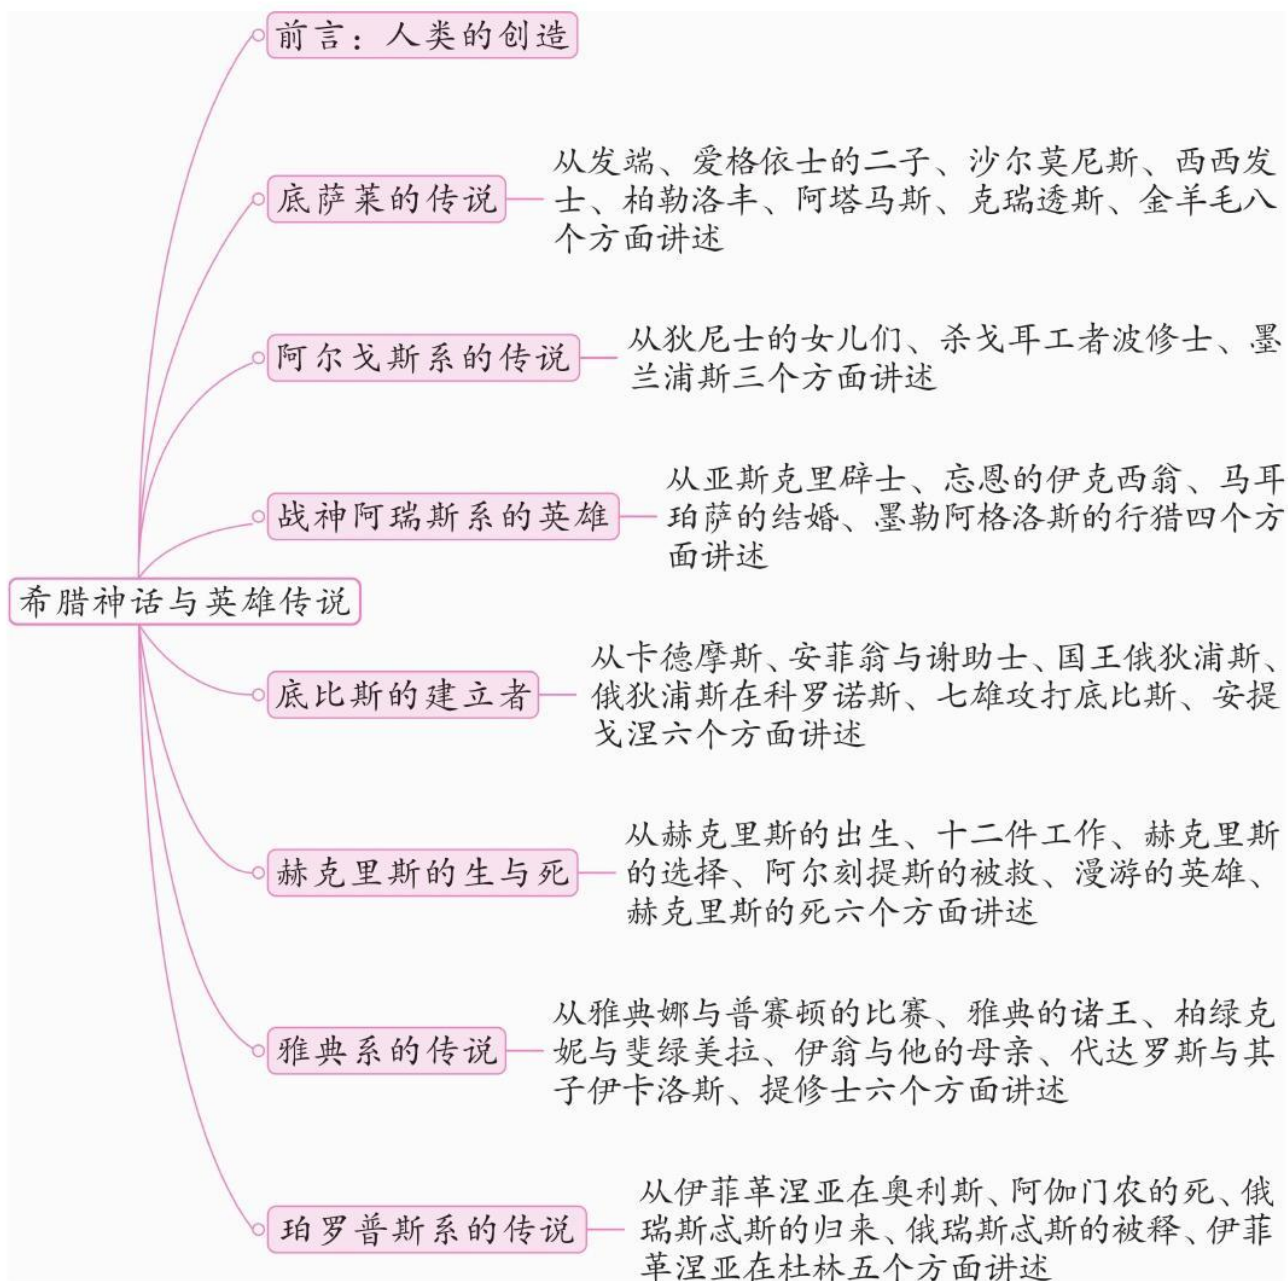 前言：人类的创造
底萨莱的传说
从发端、爱格依士的二子、沙尔莫尼斯、西西发
士、柏勒洛丰、阿塔马斯、克瑞透斯、金羊毛八
个方面讲述
阿尔戈斯系的传说
从狄尼士的女儿们、杀戈耳工者波修士、墨
兰浦斯三个方面讲述
战神阿瑞斯系的英雄
从亚斯克里辟士、忘恩的伊克西翁、马耳
珀萨的结婚、墨勒阿格洛斯的行猎四个方
面讲述
希腊神话与英雄传说
底比斯的建立者
从卡德摩斯、安菲翁与谢助士、国王俄狄浦斯、
俄狄浦斯在科罗诺斯、七雄攻打底比斯、安提
戈涅六个方面讲述
赫克里斯的生与死
从赫克里斯的出生、十二件工作、赫克里斯
的选择、阿尔刻提斯的被救、漫游的英雄、
赫克里斯的死六个方面讲述
雅典系的传说
从雅典娜与普赛顿的比赛、雅典的诸王、柏绿克
妮与斐绿美拉、伊翁与他的母亲、代达罗斯与其
子伊卡洛斯、提修士六个方面讲述
珀罗普斯系的传说
从伊菲革涅亚在奥利斯、阿伽门农的死、俄
瑞斯忒斯的归来、俄瑞斯忒斯的被释、伊菲
革涅亚在杜林五个方面讲述